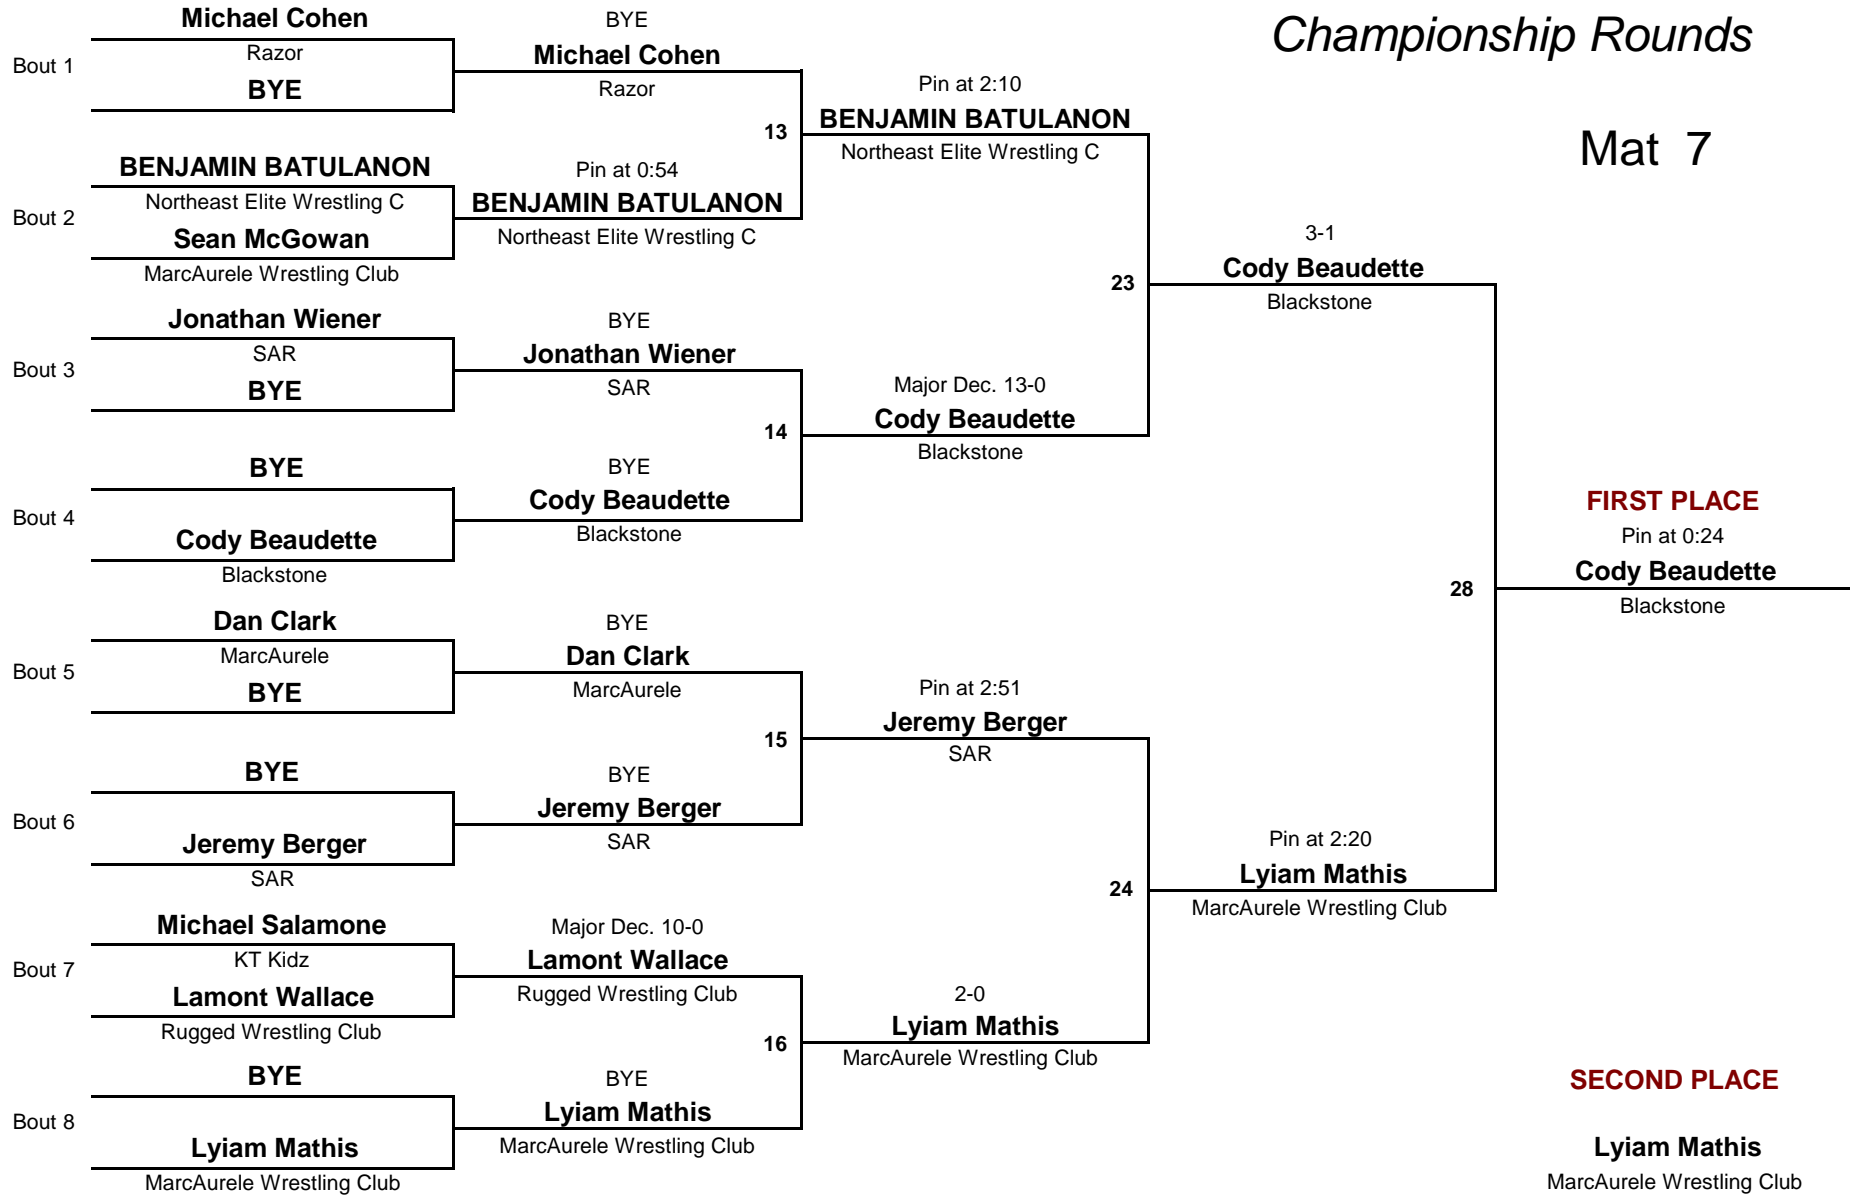 Championship Rounds
Mat 7
Bout 1
Michael Cohen
Razor
BYE
Bout 2
BENJAMIN BATULANON
Northeast Elite Wrestling C
Sean McGowan
MarcAurele Wrestling Club
Bout 3
Jonathan Wiener
SAR
BYE
Bout 4
BYE
Cody Beaudette
Blackstone
Bout 5
Dan Clark
MarcAurele
BYE
Bout 6
BYE
Jeremy Berger
SAR
Bout 7
Michael Salamone
KT Kidz
Lamont Wallace
Rugged Wrestling Club
Bout 8
BYE
Lyiam Mathis
MarcAurele Wrestling Club
BYE
Michael Cohen
Razor
13
Pin at 0:54
BENJAMIN BATULANON
Northeast Elite Wrestling C
BYE
Jonathan Wiener
SAR
14
BYE
Cody Beaudette
Blackstone
BYE
Dan Clark
MarcAurele
15
BYE
Jeremy Berger
SAR
Major Dec. 10-0
Lamont Wallace
Rugged Wrestling Club
16
BYE
Lyiam Mathis
MarcAurele Wrestling Club
Pin at 2:10
BENJAMIN BATULANON
Northeast Elite Wrestling C
23
Major Dec. 13-0
Cody Beaudette
Blackstone
Pin at 2:51
Jeremy Berger
SAR
24
2-0
Lyiam Mathis
MarcAurele Wrestling Club
3-1
Cody Beaudette
Blackstone
28
Pin at 2:20
Lyiam Mathis
MarcAurele Wrestling Club
FIRST PLACE
Pin at 0:24
Cody Beaudette
Blackstone
SECOND PLACE
Lyiam Mathis
MarcAurele Wrestling Club